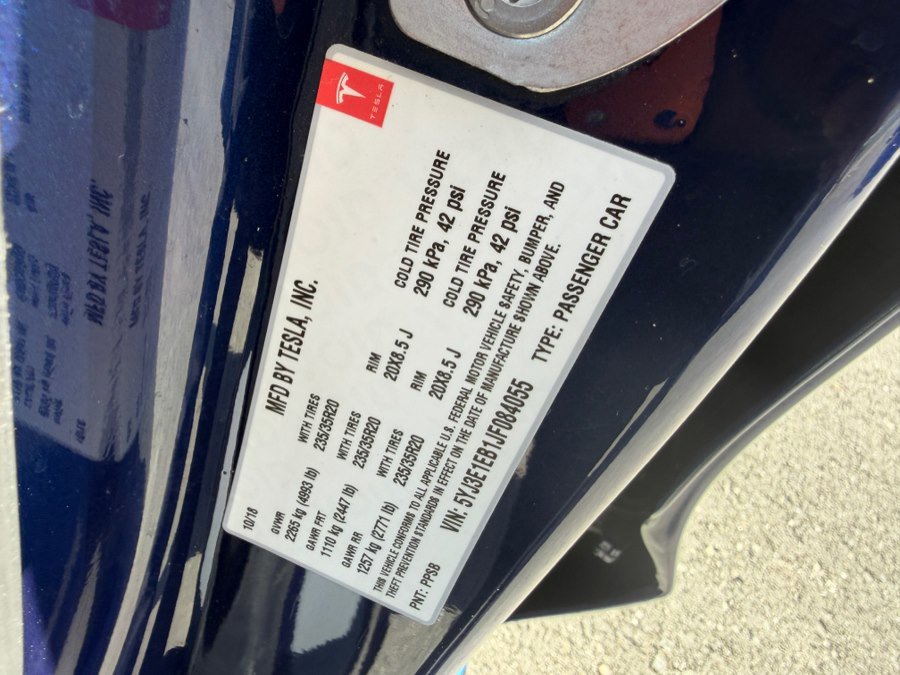 TESLA
MFD BY TESLA, INC.
10/18
GVWR
2265 kg (4993 lb)
WITH TIRES
235/35R20
GAWR FRT
1110 kg (2447 lb)
WITH TIRES
235/35R20
RIM
20X8.5 J
COLD TIRE PRESSURE
290 kPa, 42 psi
GAWR RR
1257 kg (2771 lb)
WITH TIRES
235/35R20
RIM
20X8.5 J
COLD TIRE PRESSURE
290 kPa, 42 psi
THIS VEHICLE CONFORMS TO ALL APPLICABLE U.S. FEDERAL MOTOR VEHICLE SAFETY, BUMPER, AND
THEFT PREVENTION STANDARDS IN EFFECT ON THE DATE OF MANUFACTURE SHOWN ABOVE.
PNT: PPSB
VIN: 5YJ3E1EB1JF084055
TYPE: PASSENGER CAR